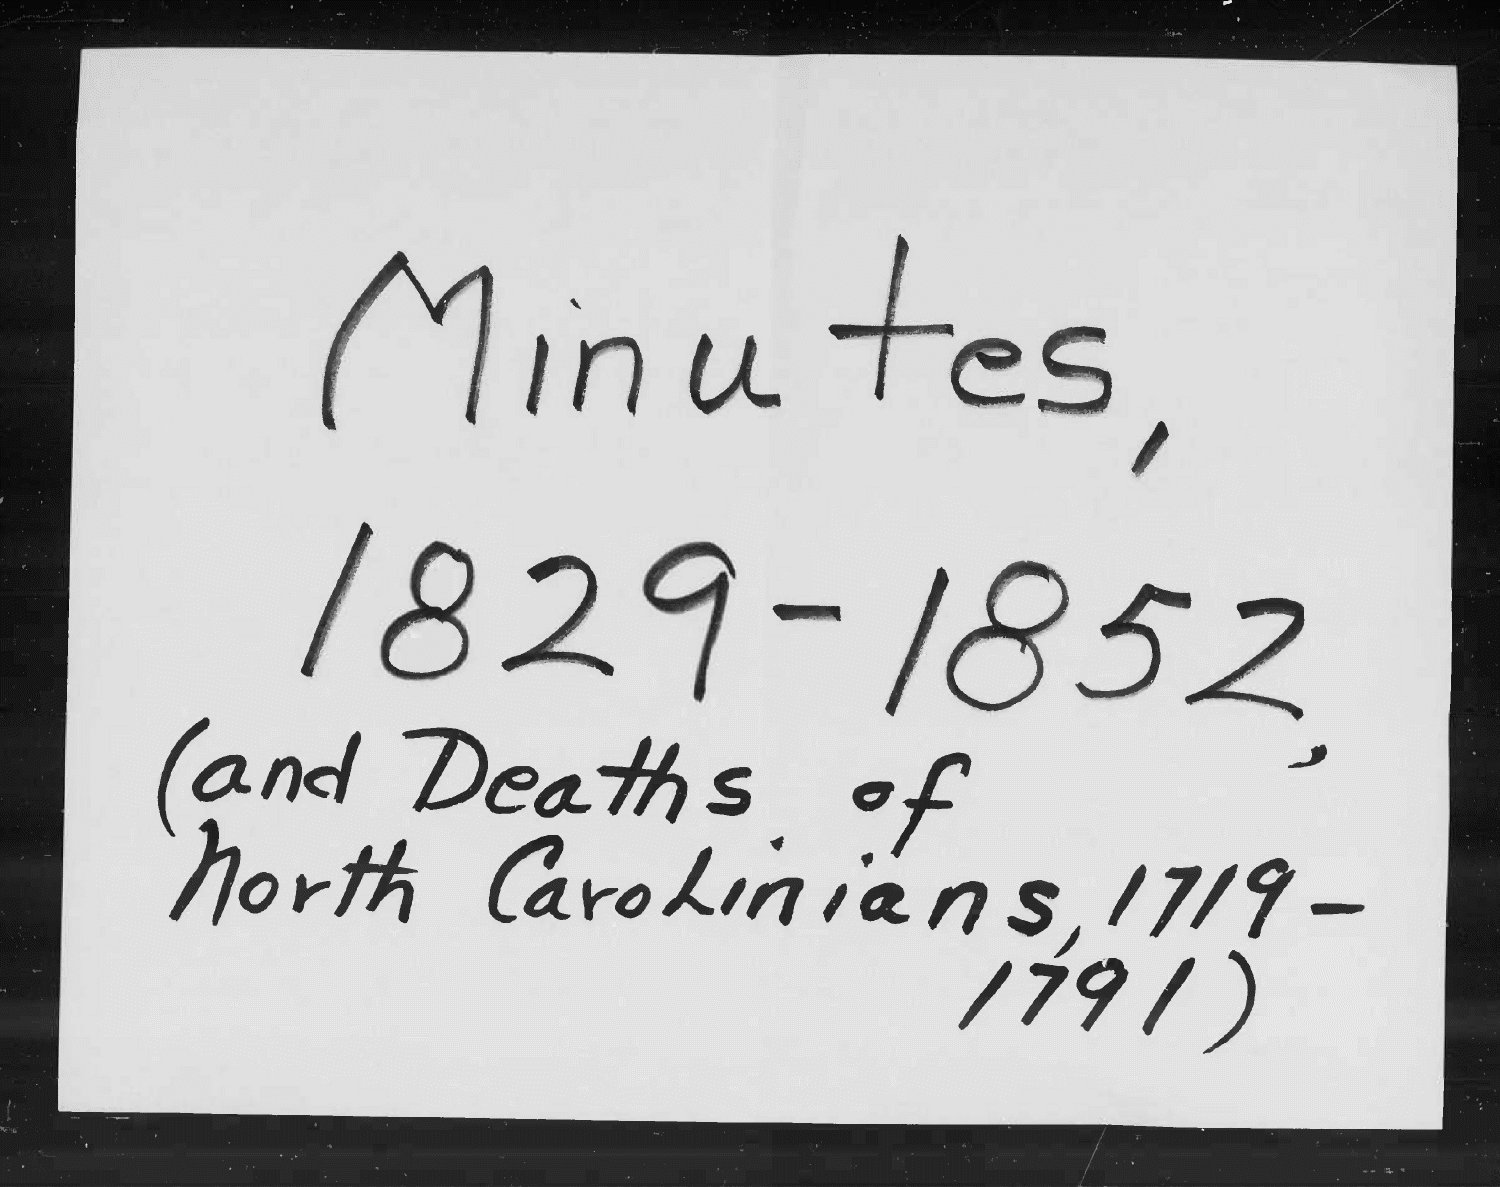 Minutes,
1829-1852,
(and Deaths of
North Carolinians, 1719-
1791)